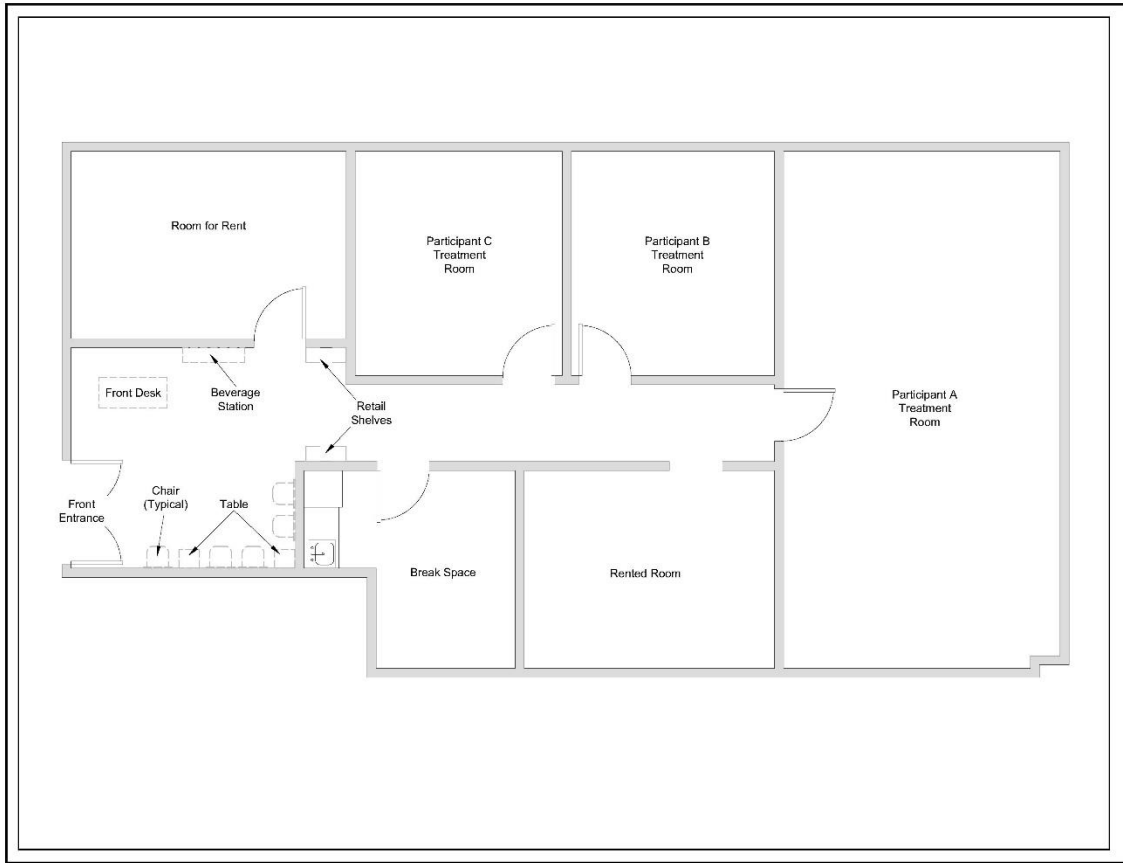 Room for Rent
Participant C
Treatment
Room
Participant B
Treatment
Room
Participant A
Treatment
Room
Front Desk
Beverage
Station
Retail
Shelves
Front
Entrance
Chair
(Typical)
Table
Break Space
Rented Room